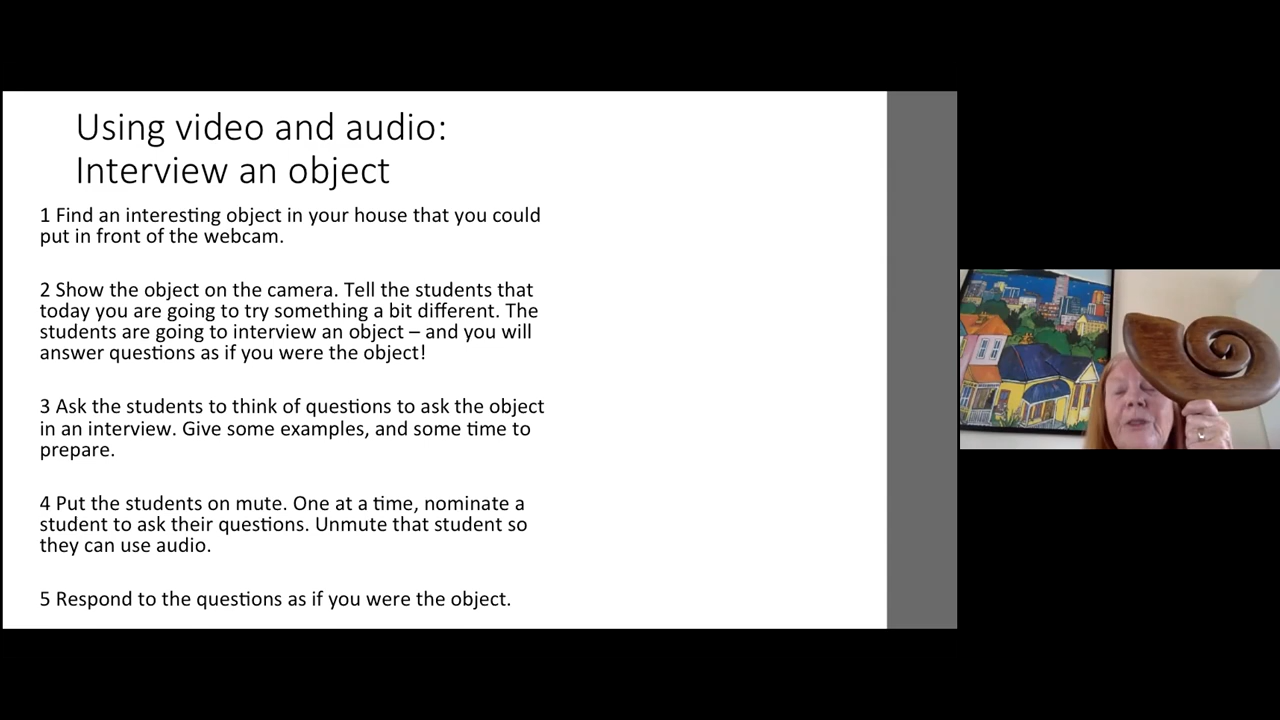 Using video and audio:
Interview an object
1 Find an interesting object in your house that you could
put in front of the webcam.
2 Show the object on the camera. Tell the students that
today you are going to try something a bit different. The
students are going to interview an object – and you will
answer questions as if you were the object!
3 Ask the students to think of questions to ask the object
in an interview. Give some examples, and some time to
prepare.
4 Put the students on mute. One at a time, nominate a
student to ask their questions. Unmute that student so
they can use audio.
5 Respond to the questions as if you were the object.